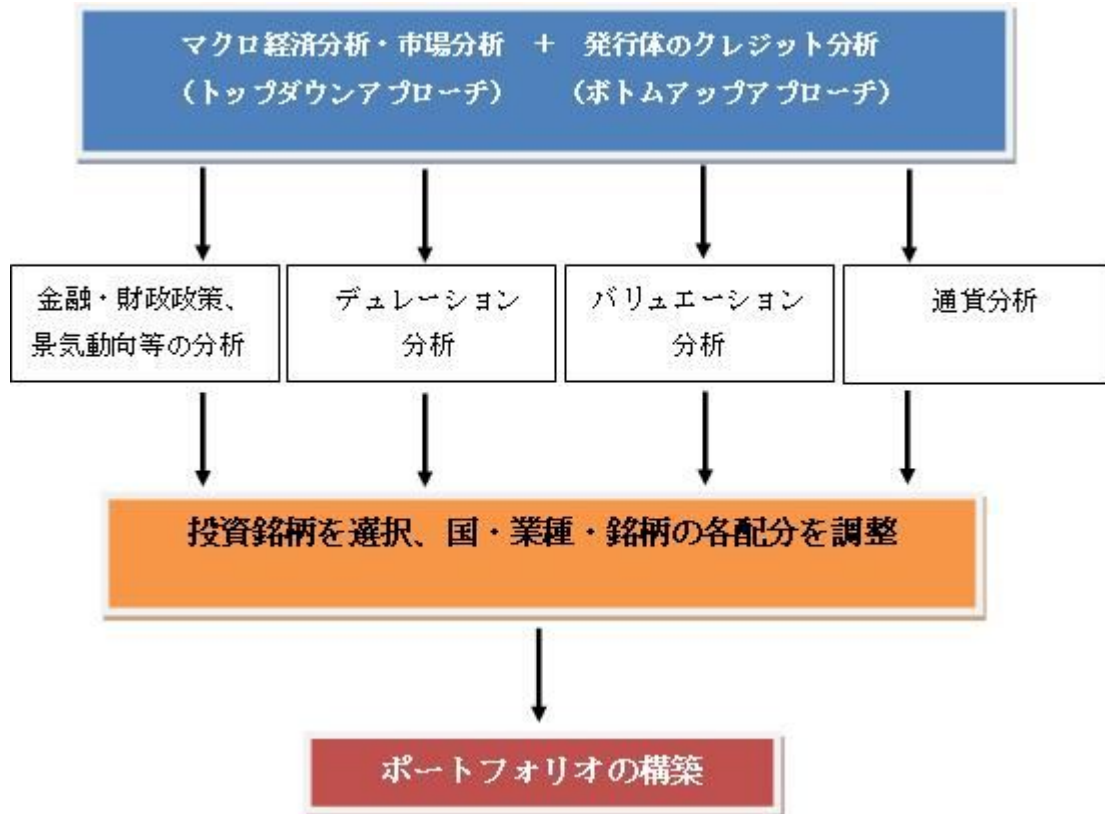 マクロ経済分析・市場分析 + 発行体のクレジット分析
(トップダウンアプローチ) (ボトムアップアプローチ)
金融・財政政策、
景気動向等の分析
デュレーション
分析
バリュエーション
分析
通貨分析
投資銘柄を選択、国・業種・銘柄の各配分を調整
ポートフォリオの構築